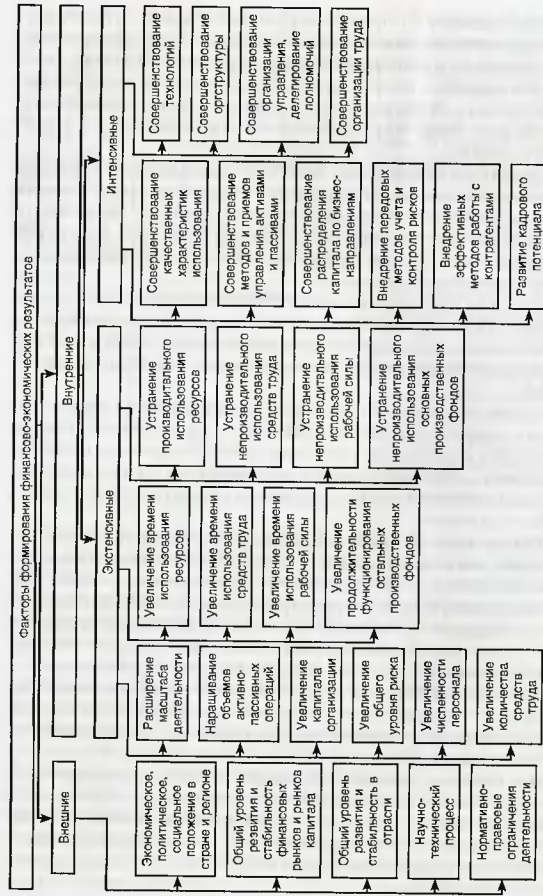 Факторы формирования финансово-экономических результатов
Внешние
Внутренние
Экстенсивные
Интенсивные
Экономическое,
политическое,
социальное
положение в
стране и регионе
Общий уровень
резвития и
стабильность
финансовых
рынков и рынков
капитала
Общий уровень
развития и
стабильность в
отраспи
Научно-
технический
процесс
Нормативно-
правовые
ограничения
деятельности
Расширение
масштаба
деятельности
Наращивание
объемов
активно-
пассивных
операций
Увеличение
капитала
организации
Увеличение
общего
уровня риска
Увеличение
численности
персонала
Увеличение
количества
средств
труда
Увеличение времени
использования
ресурсов
Увеличение времени
использования
средств труда
Увеличение времени
использования
рабочей силы
Увеличение
продолжительности
функционирования
остальных
производственных
фондов
Устранение
производитвльного
использования
ресурсов
Устранение
непроизводитвльного
использования
средств труда
Устранение
непроизводитвльного
использования
рабочей силы
Устранение
непроизводитвльного
использования
основных
производственных
фондов
Совершенствование
качественных
характеристик
использования
Совершенствование
методов и приемов
управления активами
и пассивами
Совершенствование
распределения
капитала по бизнес-
направлениям
Внедрение передовых
методов учета и
контроля рисков
Внедрение
эффективных
методов работы с
контрагентами
Развитие кадрового
потенциала
Совершенствование
технологий
Совершенствование
оргструктуры
Совершенствование
организации
управления,
делегирование
полномочий
Совершенствование
организации труда